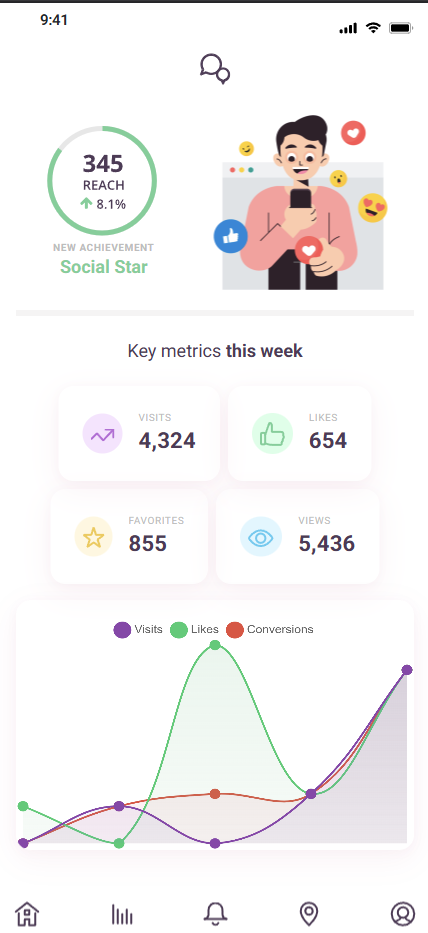 9:41
345
REACH
8.1%
NEW ACHIEVEMENT
Social Star
Key metrics this week
VISITS
4,324
LIKES
654
FAVORITES
855
VIEWS
5,436
Visits Likes Conversions